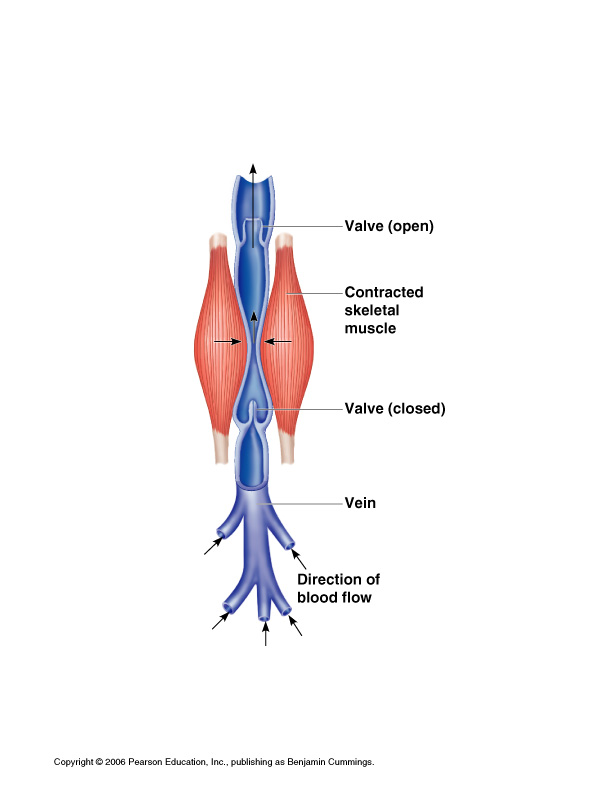 Valve (open)
Contracted
skeletal
muscle
Valve (closed)
Vein
Direction of
blood flow
Copyright © 2006 Pearson Education, Inc., publishing as Benjamin Cummings.